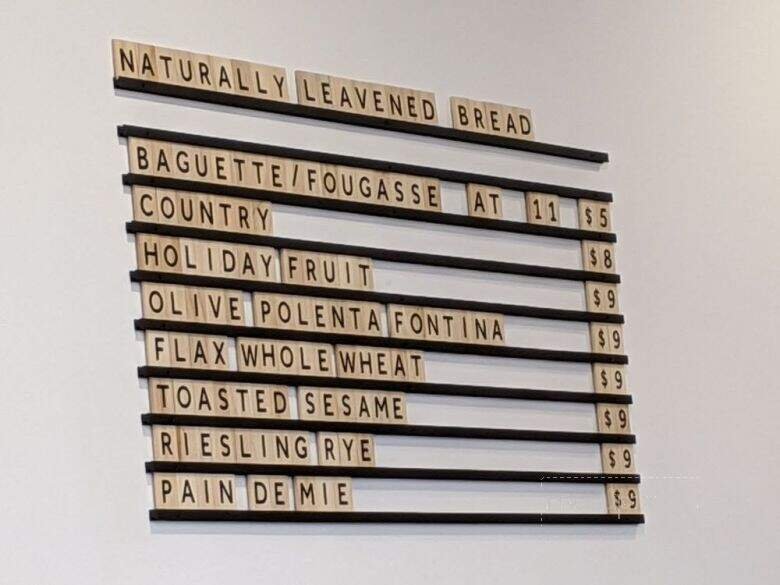 NATURALLY LEAVENED BREAD
BAGUETTE/FOUGASSE AT 11 $5
COUNTRY $8
HOLIDAY FRUIT $9
OLIVE POLENTA FONTINA $9
FLAX WHOLE WHEAT $9
TOASTED SESAME $9
RIESLING RYE $9
PAIN DE MIE $9